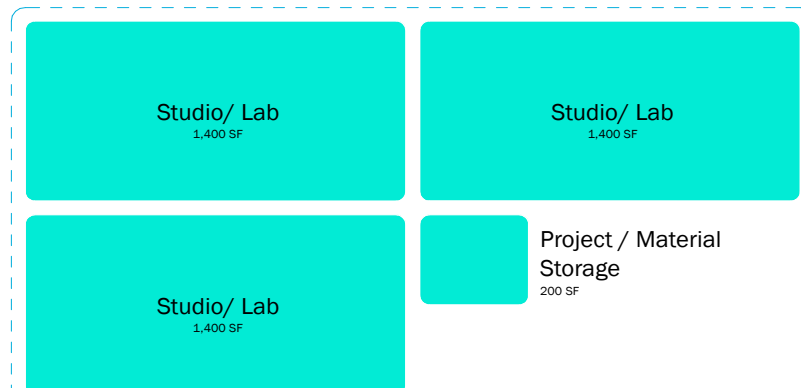 Studio/ Lab
1,400 SF
Studio/ Lab
1,400 SF
Project / Material
Storage
200 SF
Studio/ Lab
1,400 SF